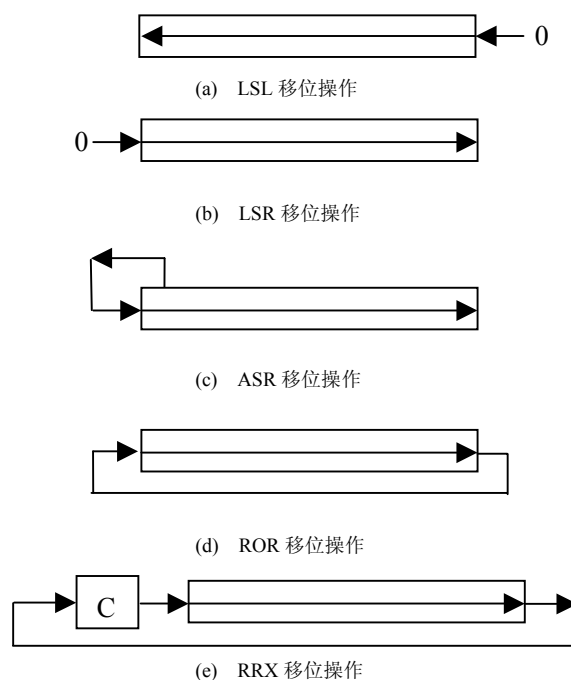 0
(a) LSL 移位操作
0
(b) LSR 移位操作
(c) ASR 移位操作
(d) ROR 移位操作
C
(e) RRX 移位操作